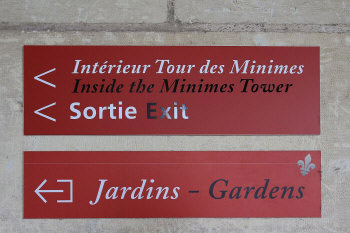 Intérieur Tour des Minimes
Inside the Minimes Tower
Sortie Exit
Jardins - Gardens